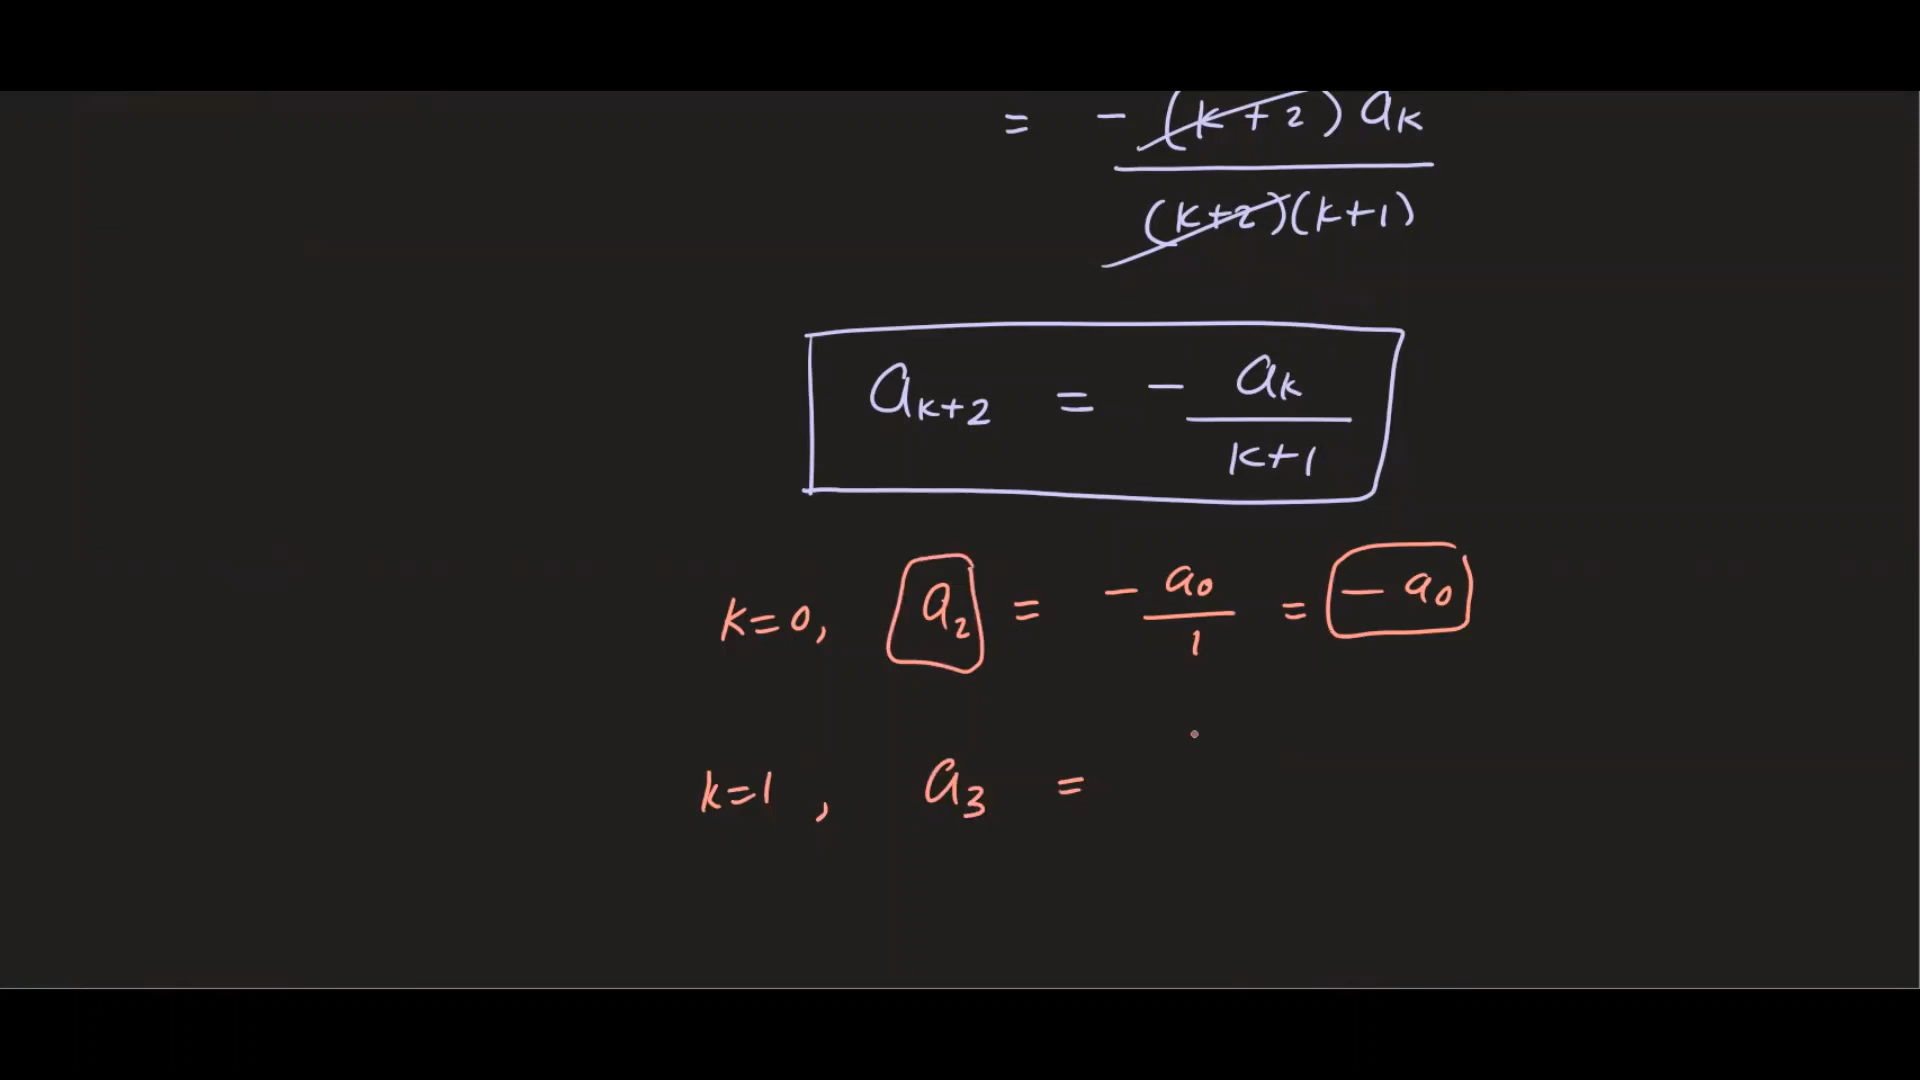 = - (k+2) a_k / (k+2)(k+1)
a_{k+2} = - a_k / k+1
k=0, a_2 = - a_0 / 1 = - a_0
k=1 , a_3 =